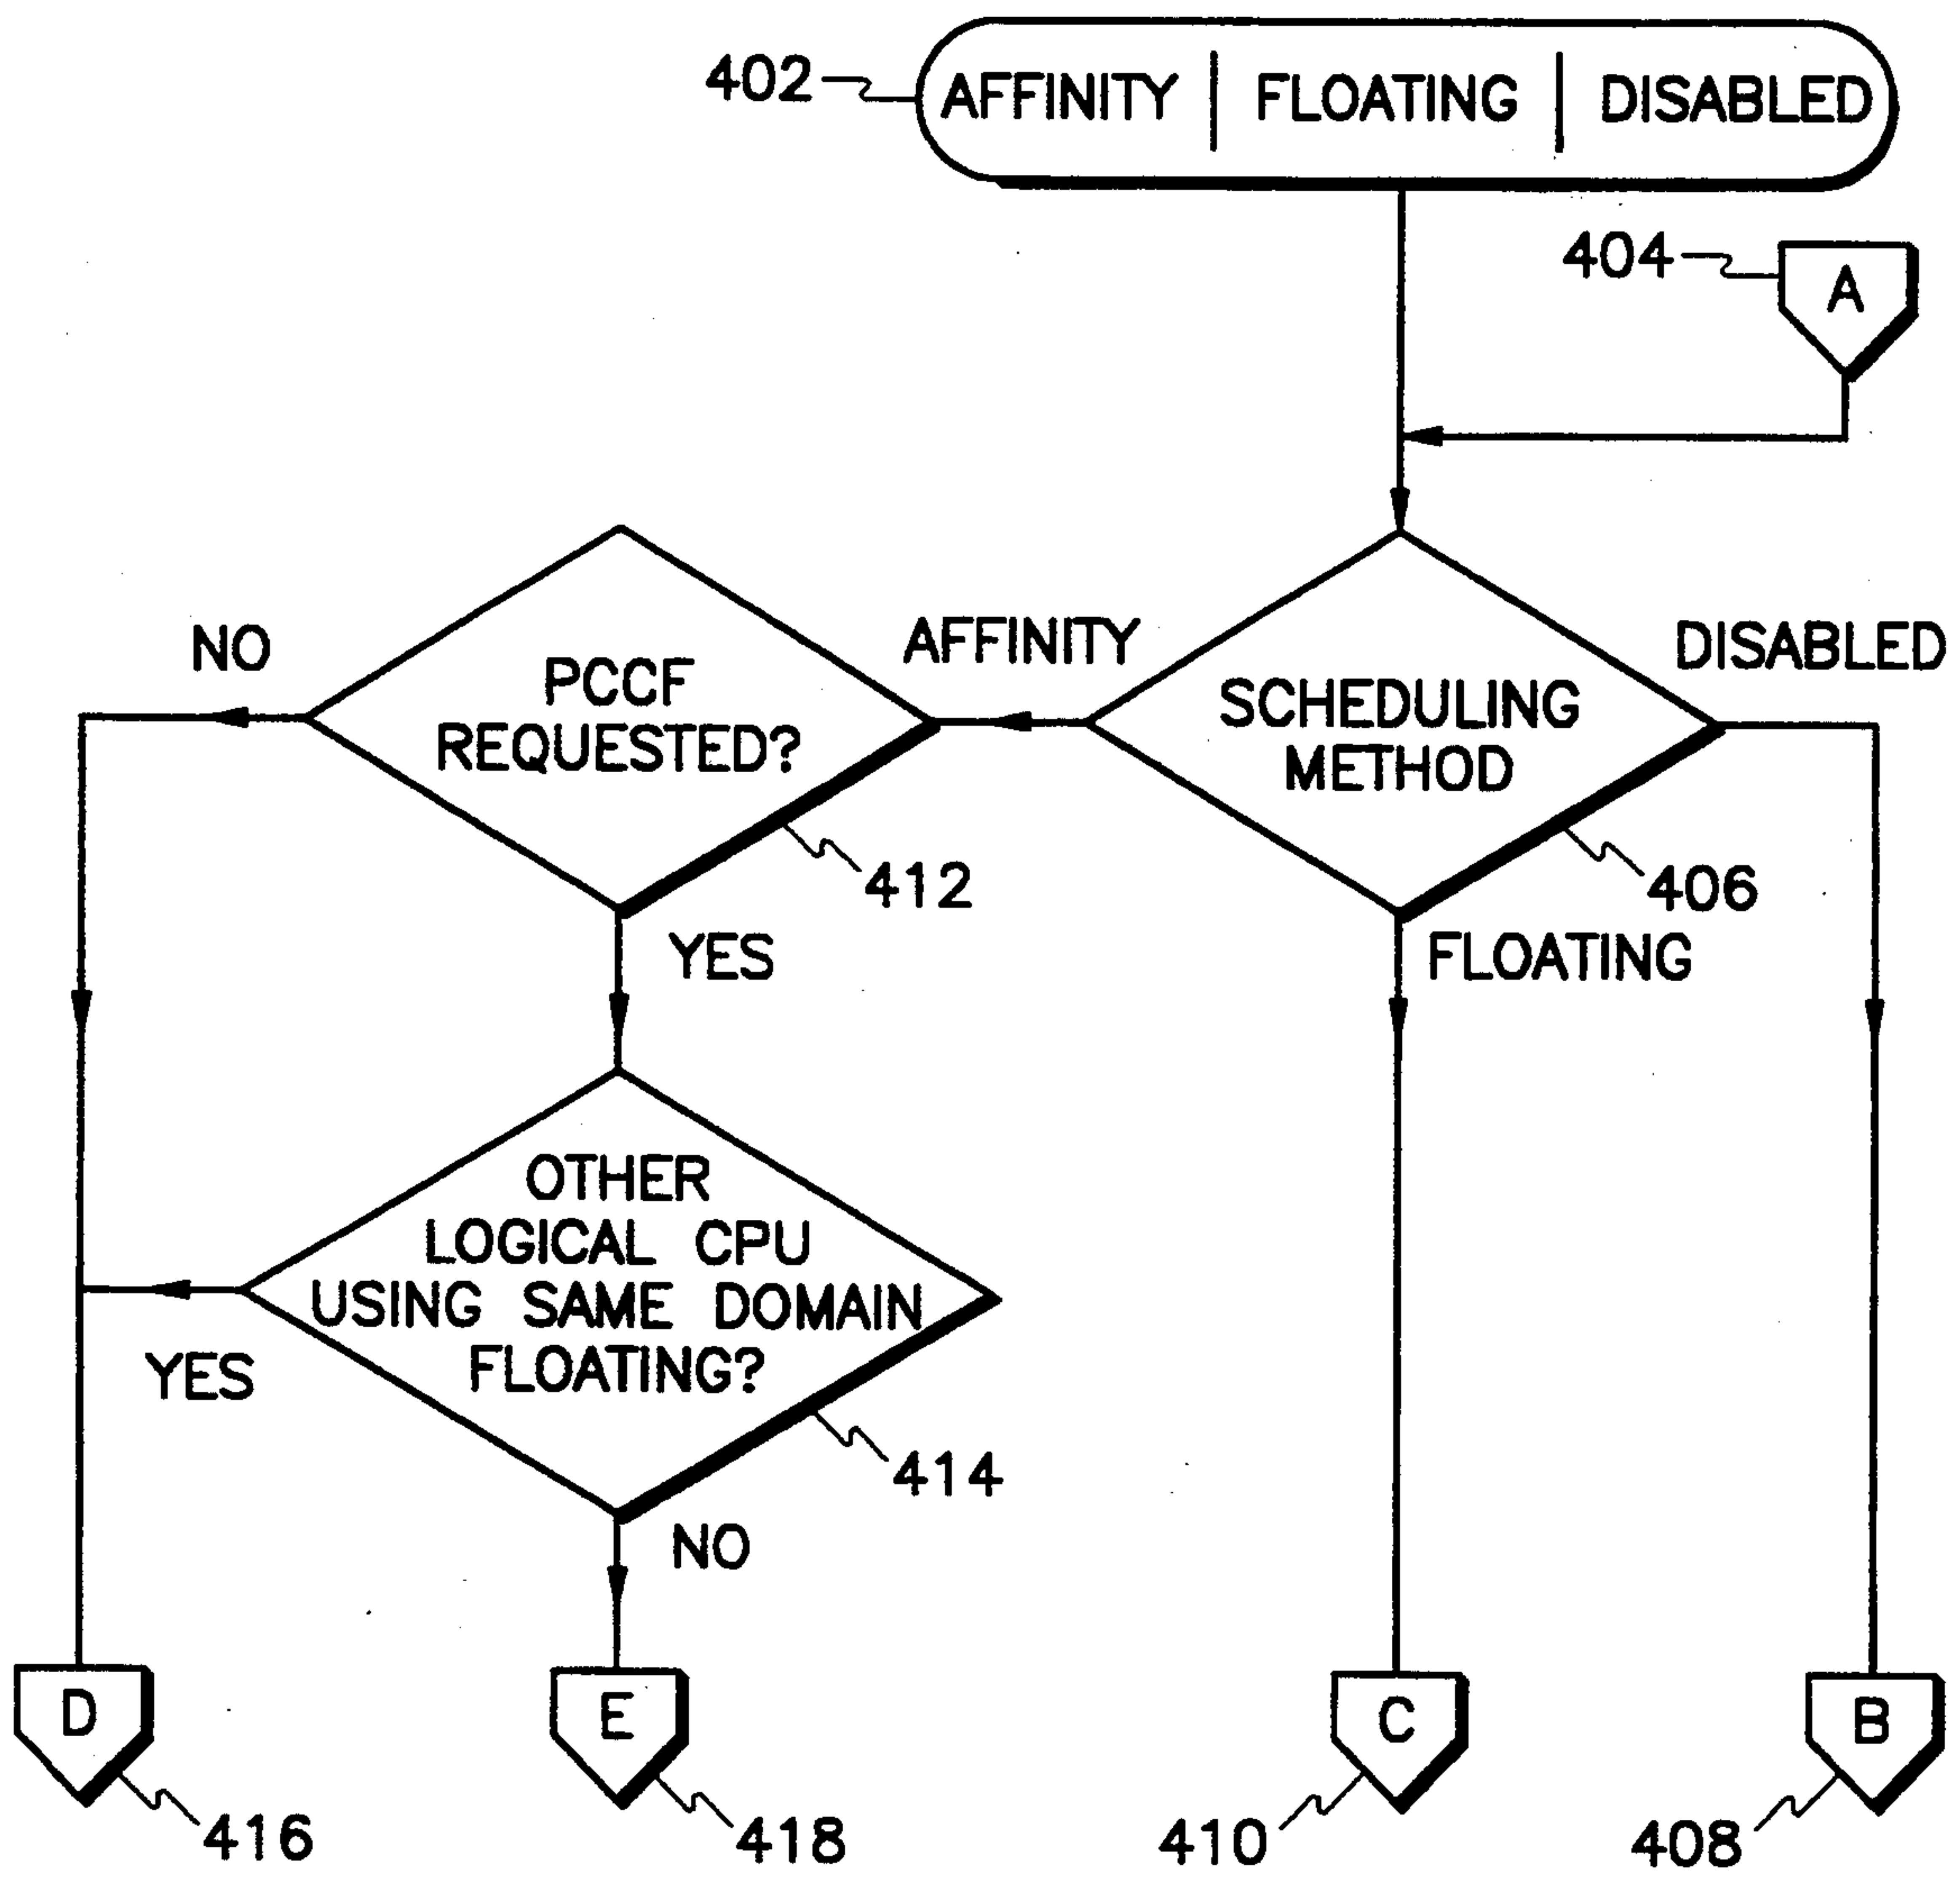 402
AFFINITY | FLOATING | DISABLED
404
A
NO
AFFINITY
DISABLED
PCCF
REQUESTED?
SCHEDULING
METHOD
412
406
YES
FLOATING
OTHER
LOGICAL CPU
USING SAME DOMAIN
FLOATING?
YES
414
NO
D
E
C
B
416
418
410
408